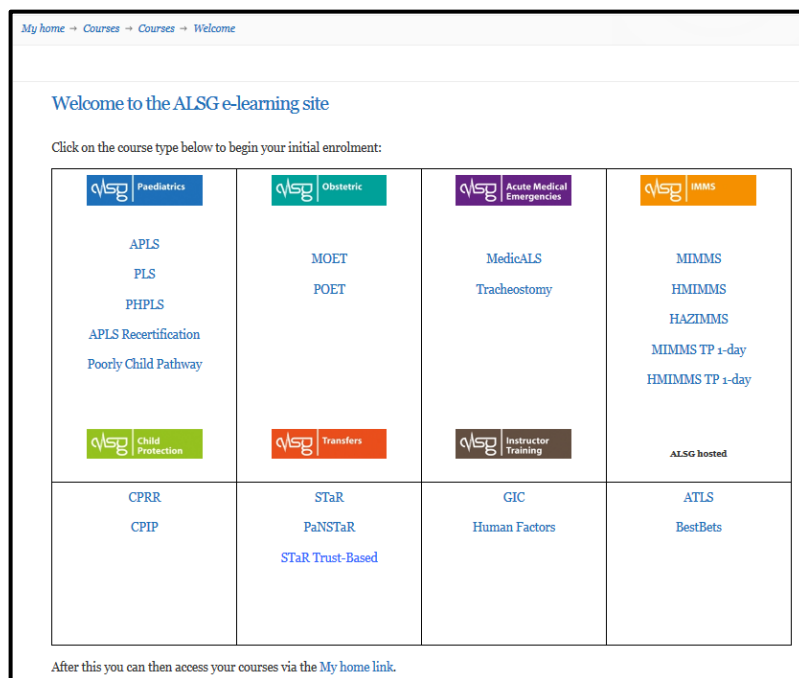 My home → Courses → Courses → Welcome
Welcome to the ALSG e-learning site
Click on the course type below to begin your initial enrolment:
alsg Paediatrics
APLS
PLS
PHPLS
APLS Recertification
Poorly Child Pathway
alsg Obstetric
MOET
POET
alsg Acute Medical
Emergencies
MedicALS
Tracheostomy
alsg IMMS
MIMMS
HMIMMS
HAZIMMS
MIMMS TP 1-day
HMIMMS TP 1-day
alsg Child
Protection
CPRR
CPIP
alsg Transfers
STaR
PaNSTaR
STaR Trust-Based
alsg Instructor
Training
GIC
Human Factors
ALSG hosted
ATLS
BestBets
After this you can then access your courses via the My home link.